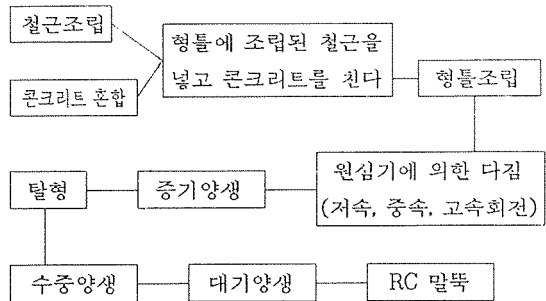 철근조립
콘크리트 혼합
형틀에 조립된 철근을
넣고 콘크리트를 친다
형틀조립
원심기에 의한 다짐
(저속, 중속, 고속회전)
증기양생
탈형
수중양생
대기양생
RC 말뚝